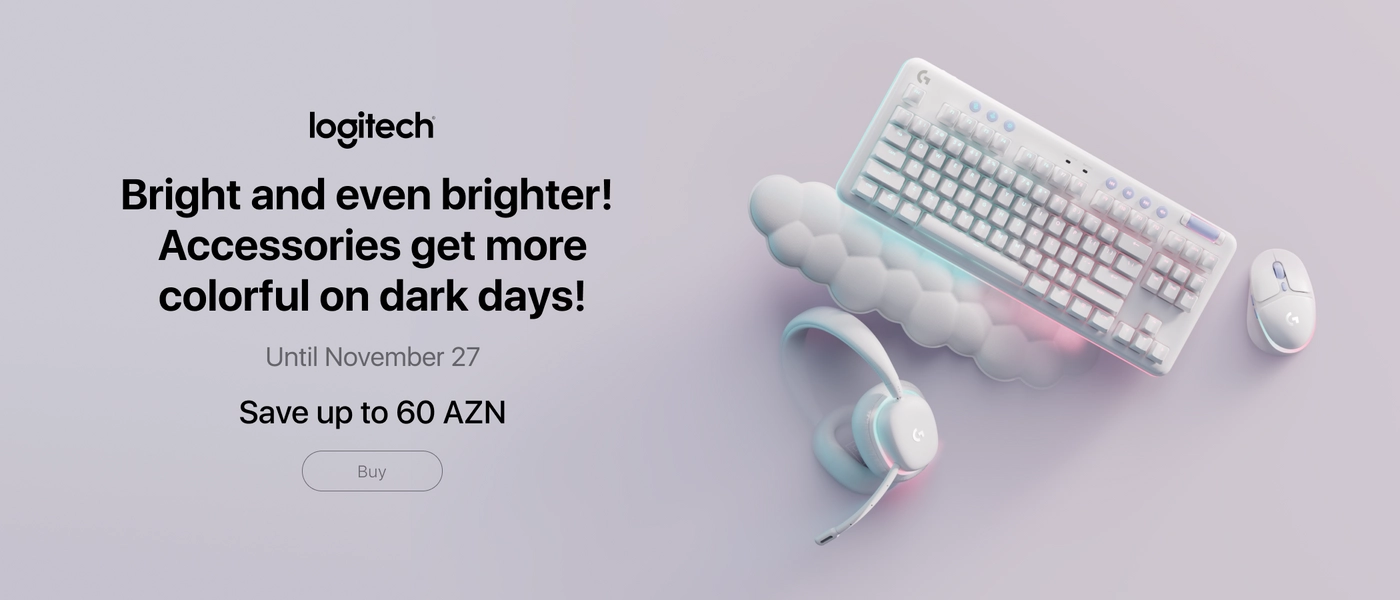 logitech
Bright and even brighter!
Accessories get more
colorful on dark days!
Until November 27
Save up to 60 AZN
Buy